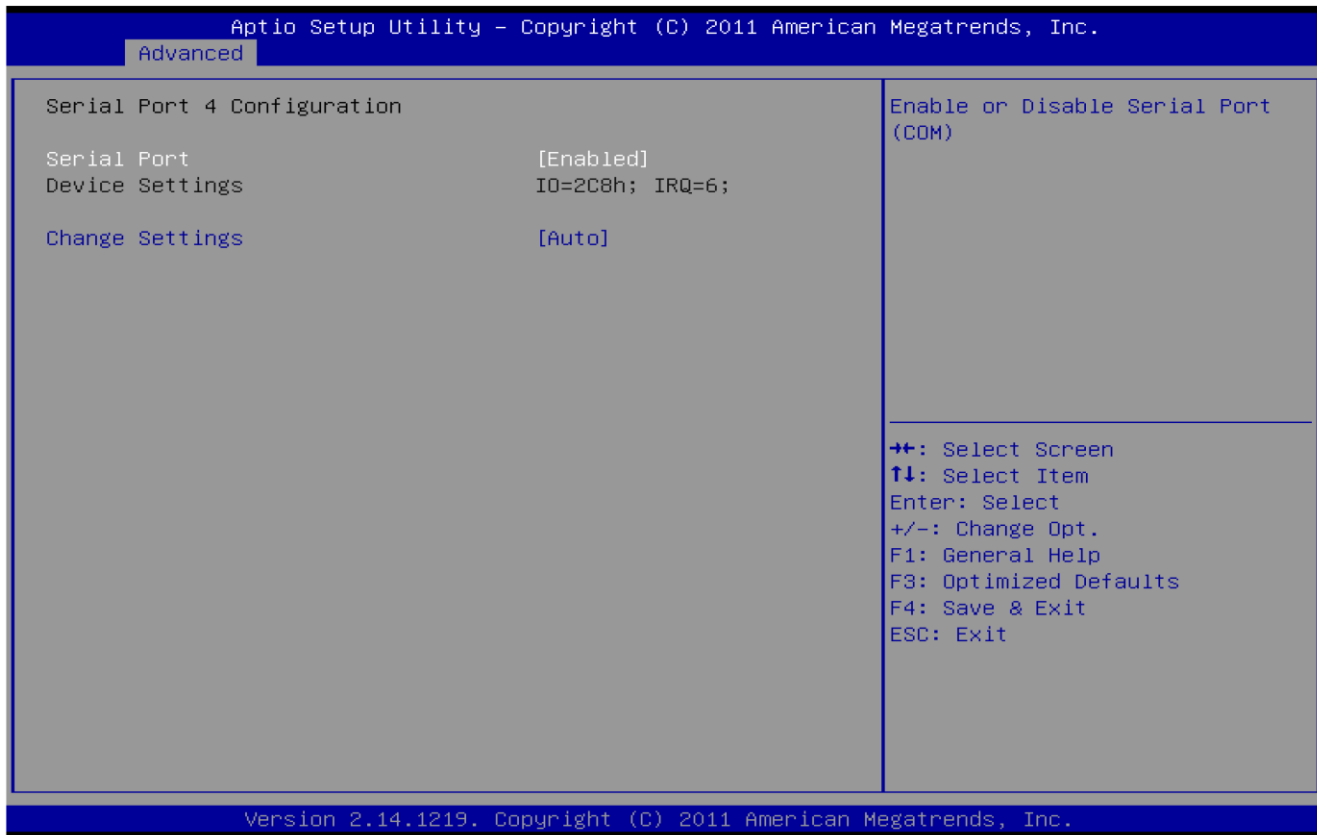 Aptio Setup Utility – Copyright (C) 2011 American Megatrends, Inc.
Advanced
Serial Port 4 Configuration
Serial Port [Enabled]
Device Settings IO=2C8h; IRQ=6;
Change Settings [Auto]
Enable or Disable Serial Port
(COM)
→←: Select Screen
↑↓: Select Item
Enter: Select
+/-: Change Opt.
F1: General Help
F3: Optimized Defaults
F4: Save & Exit
ESC: Exit
Version 2.14.1219. Copyright (C) 2011 American Megatrends, Inc.